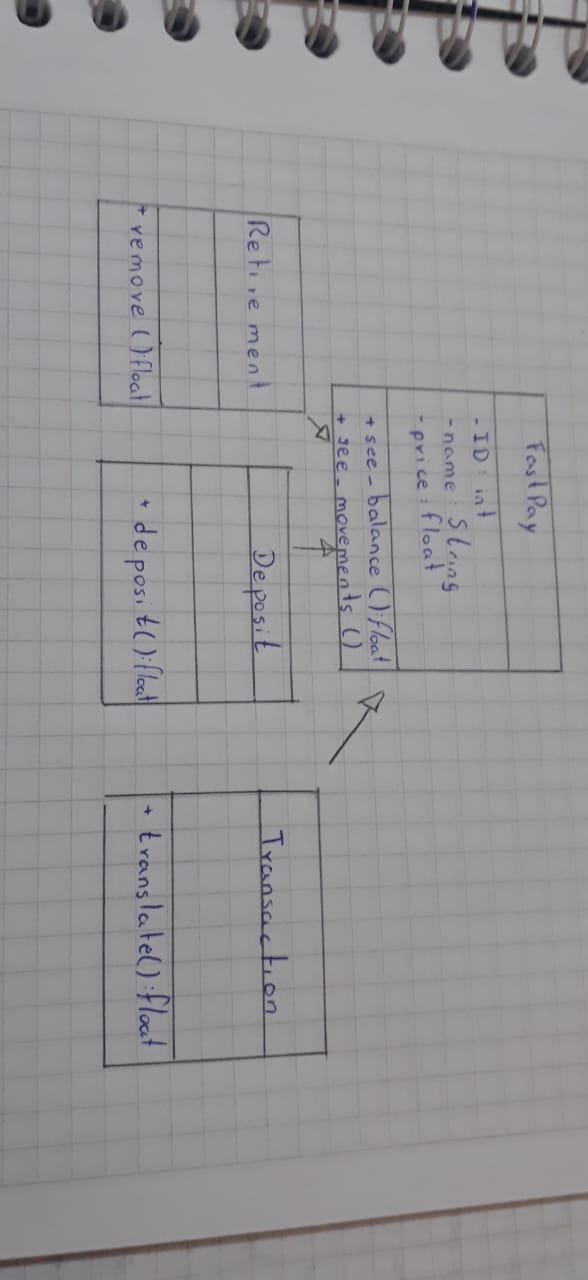 FastPay
- ID: int
- name: String
- price: float
+ see_balance():float
+ see_movements()
Retirement
+ remove():float
Deposit
+ deposit():float
Transaction
+ translate():float